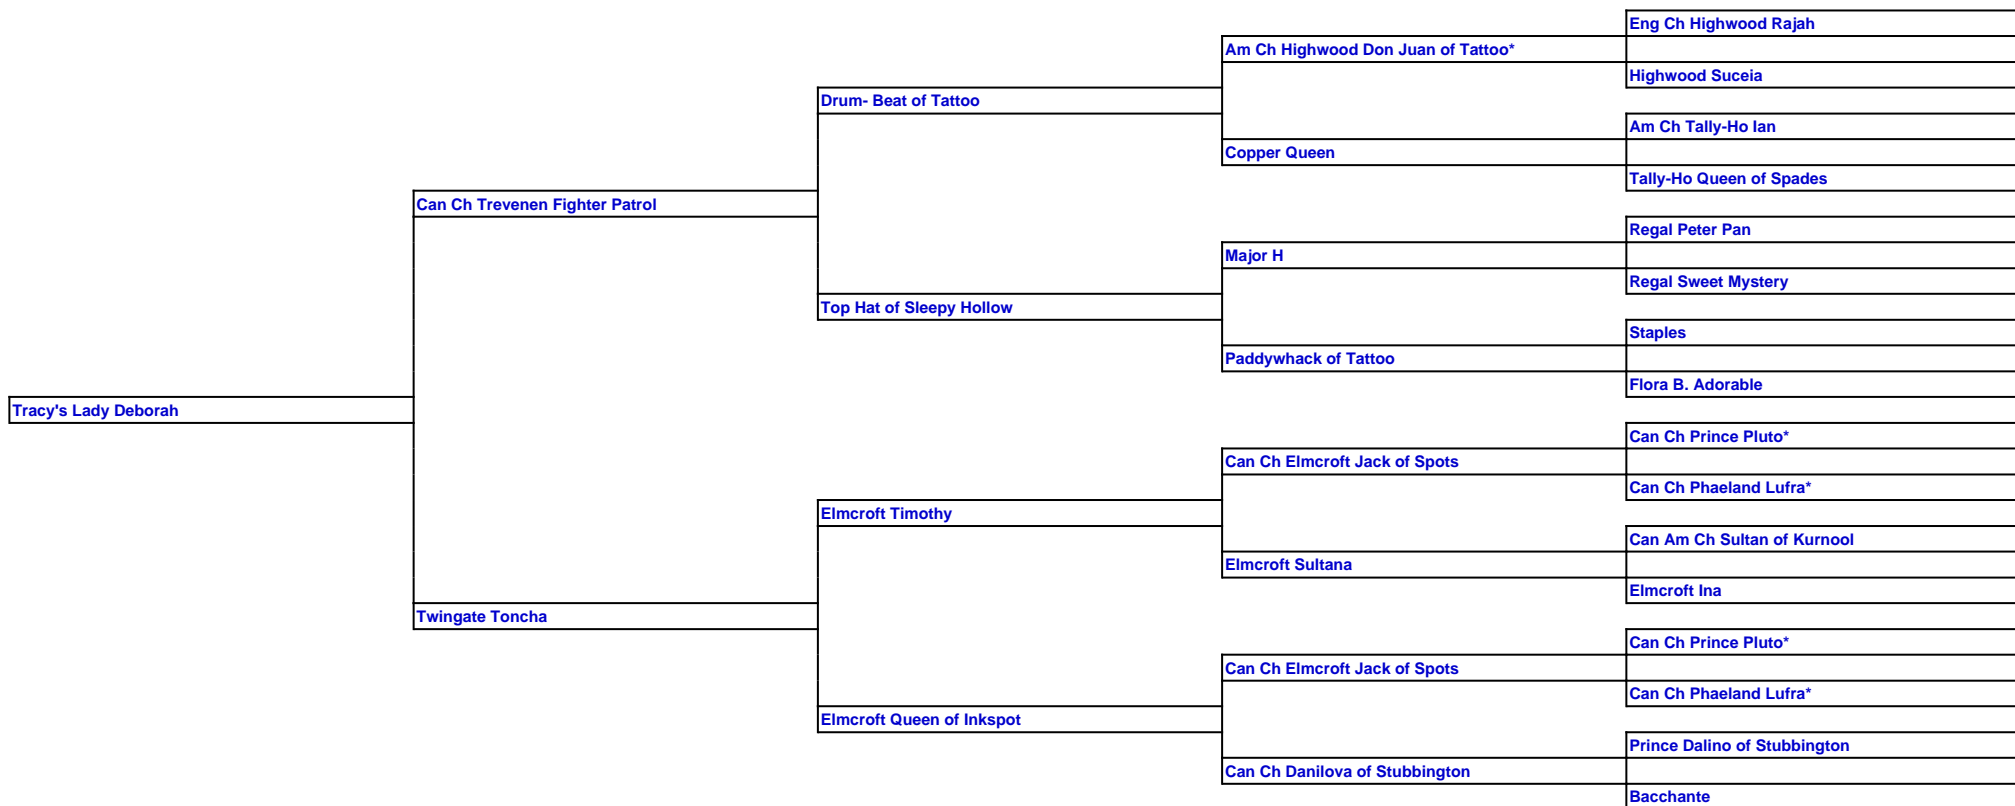 Eng Ch Highwood Rajah
Am Ch Highwood Don Juan of Tattoo*
Highwood Suceia
Drum- Beat of Tattoo
Am Ch Tally-Ho Ian
Copper Queen
Tally-Ho Queen of Spades
Can Ch Trevenen Fighter Patrol
Regal Peter Pan
Major H
Regal Sweet Mystery
Top Hat of Sleepy Hollow
Staples
Paddywhack of Tattoo
Flora B. Adorable
Tracy's Lady Deborah
Can Ch Prince Pluto*
Can Ch Elmcroft Jack of Spots
Can Ch Phaeland Lufra*
Elmcroft Timothy
Can Am Ch Sultan of Kurnool
Elmcroft Sultana
Elmcroft Ina
Twingate Toncha
Can Ch Prince Pluto*
Can Ch Elmcroft Jack of Spots
Can Ch Phaeland Lufra*
Elmcroft Queen of Inkspot
Prince Dalino of Stubbington
Can Ch Danilova of Stubbington
Bacchante